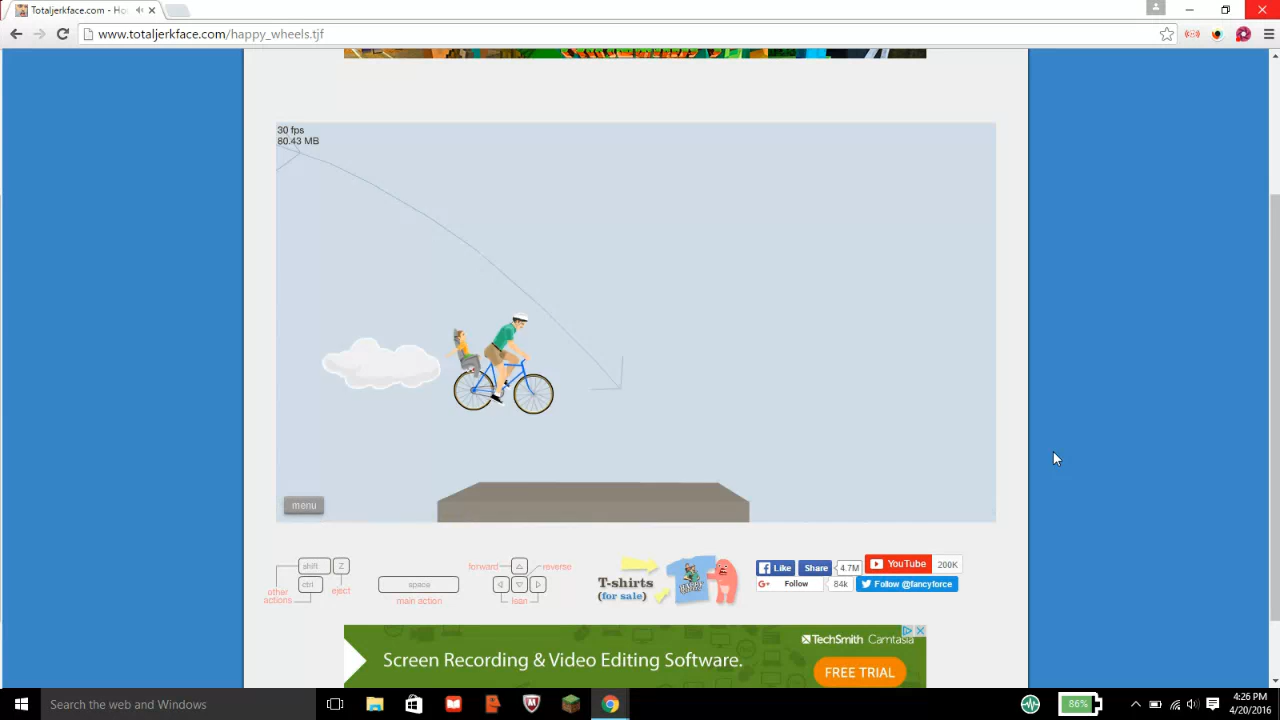 Totaljerkface.com - Ho
www.totaljerkface.com/happy_wheels.tjf
30 fps
80.43 MB
menu
shift
Z
ctrl
other
actions
eject
space
main action
forward
reverse
lean
T-shirts
(for sale)
Like
Share
4.7M
YouTube
200K
G+
Follow
84k
Follow @fancyforce
TechSmith Camtasia
Screen Recording & Video Editing Software.
FREE TRIAL
Search the web and Windows
86%
4:26 PM
4/20/2016